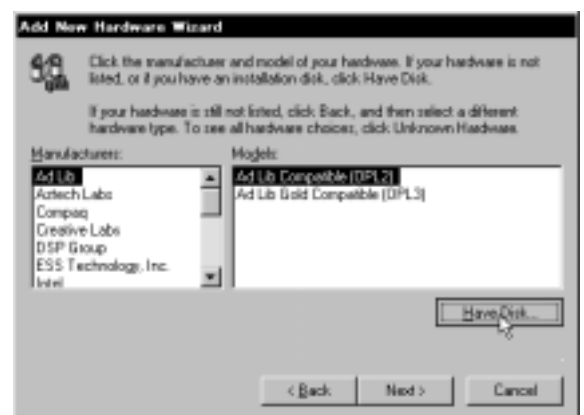 Add New Hardware Wizard
Click the manufacturer and model of your hardware. If your hardware is not
listed, or if you have an installation disk, click Have Disk.
If your hardware is still not listed, click Back, and then select a different
hardware type. To see all hardware choices, click Unknown Hardware.
Manufacturers:
Models:
Ad Lib
Aztech Labs
Compaq
Creative Labs
DSP Group
ESS Technology, Inc.
Intel
Ad Lib Compatible (OPL2)
Ad Lib Gold Compatible (OPL3)
Have Disk...
< Back
Next >
Cancel